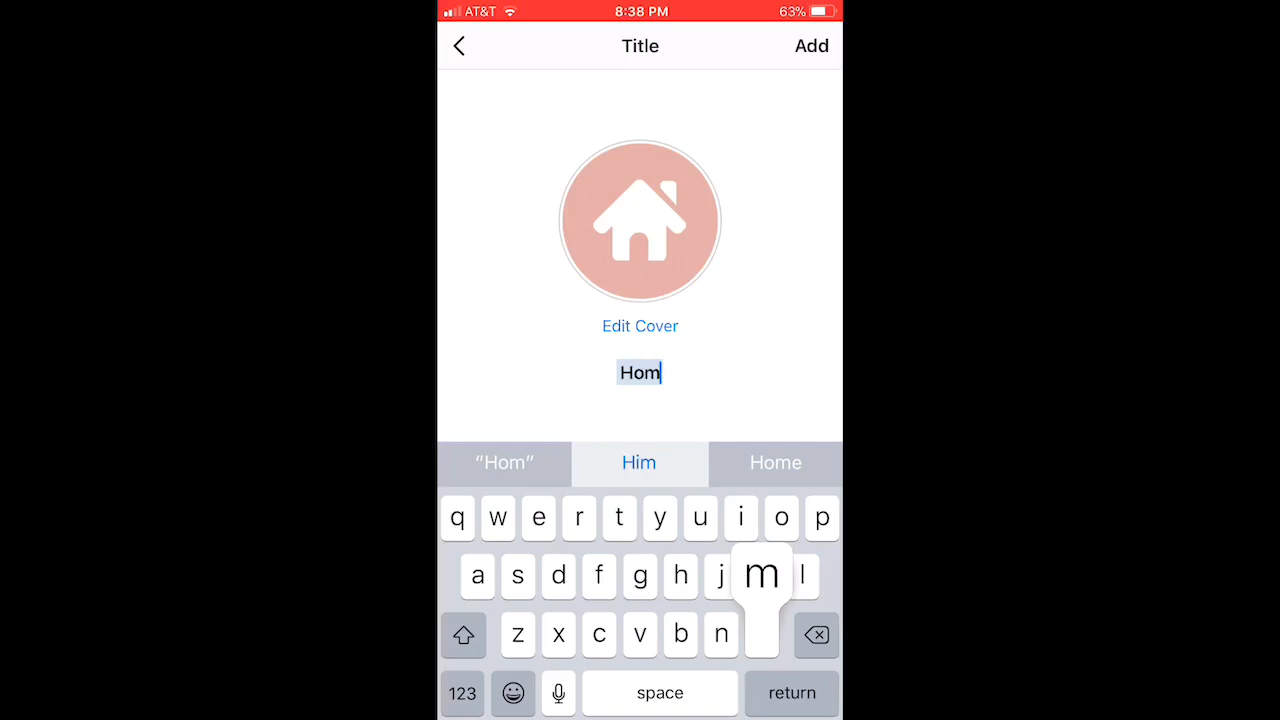 AT&T 8:38 PM 63%
Title Add
Edit Cover
Hom
“Hom” Him Home
q w e r t y u i o p
a s d f g h j m l
z x c v b n
123 space return